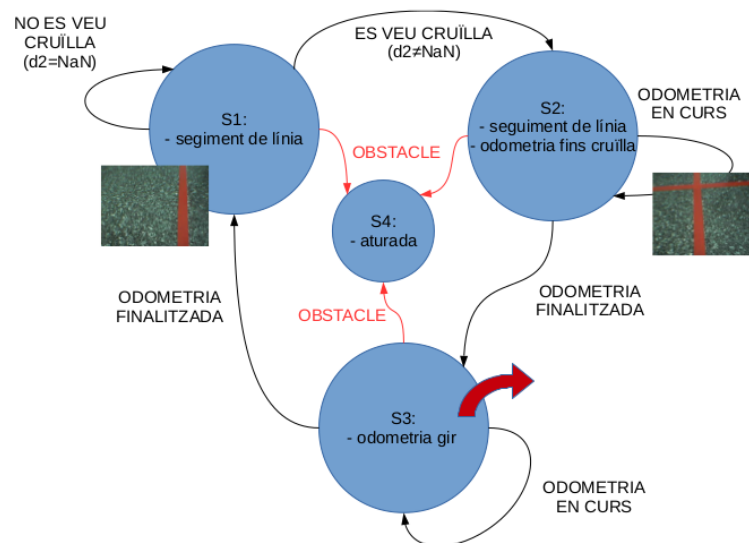 NO ES VEU
CRUÏLLA
(d2=NaN)
ES VEU CRUÏLLA
(d2≠NaN)
S1:
- segiment de línia
S2:
- seguiment de línia
- odometria fins cruïlla
ODOMETRIA
EN CURS
OBSTACLE
S4:
- aturada
ODOMETRIA
FINALITZADA
OBSTACLE
ODOMETRIA
FINALITZADA
S3:
- odometria gir
ODOMETRIA
EN CURS